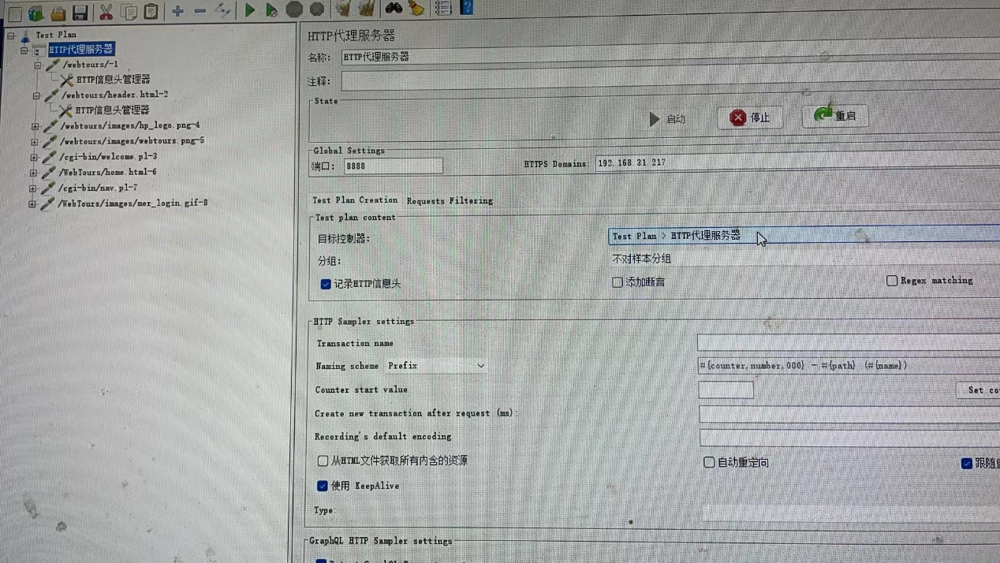 Test Plan
HTTP代理服务器
/webtours/-1
HTTP信息头管理器
/webtours/header.html-2
HTTP信息头管理器
/webtours/images/hp_logo.png-4
/webtours/images/webtours.png-5
/cgi-bin/welcome.pl-3
/WebTours/home.html-6
/cgi-bin/nav.pl-7
/WebTours/images/mer_login.gif-8
HTTP代理服务器
名称: HTTP代理服务器
注释:
State
启动 停止 重启
Global Settings
端口: 8888 HTTPS Domains: 192.168.31.217
Test Plan Creation Requests Filtering
Test plan content
目标控制器: Test Plan > HTTP代理服务器
分组: 不对样本分组
记录HTTP信息头 添加断言 Regex matching
HTTP Sampler settings
Transaction name
Naming scheme Prefix #{counter,number,000} - #{path} (#{name})
Counter start value Set co
Create new transaction after request (ms):
Recording's default encoding
从HTML文件获取所有内含的资源 自动重定向 跟随
使用 KeepAlive
Type
GraphQL HTTP Sampler settings